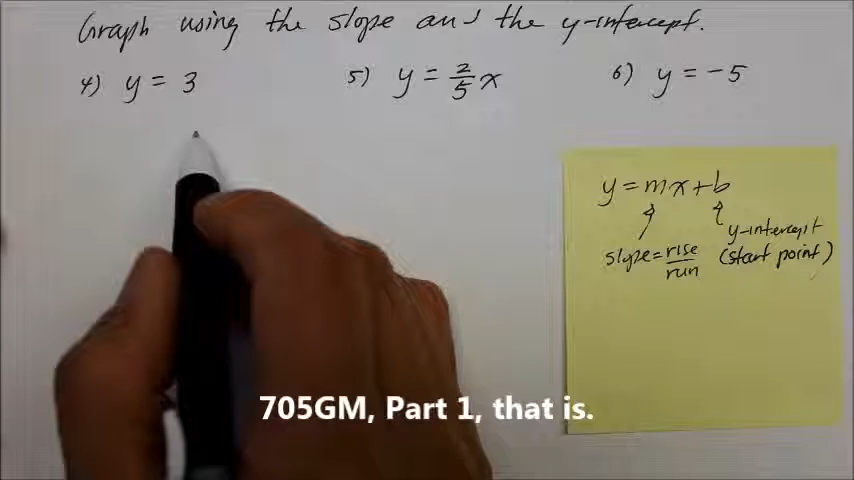 Graph using the slope and the y-intercept.
4) y = 3
5) y = 2/5 x
6) y = -5
y = mx + b
slope = rise/run
y-intercept
(start point)
705GM, Part 1, that is.